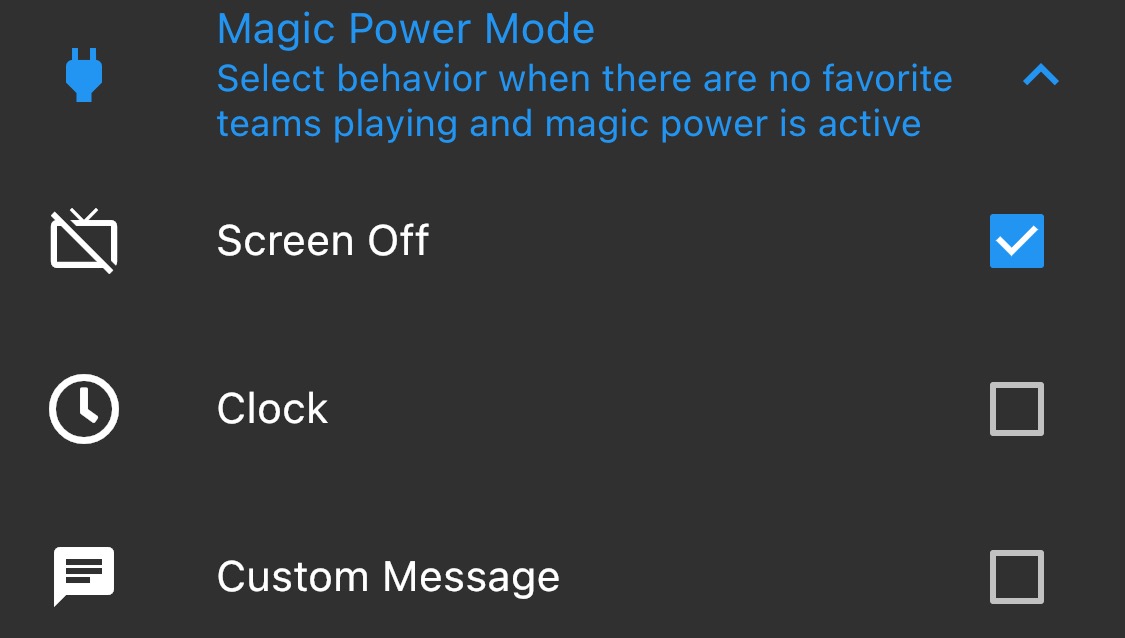 Magic Power Mode
Select behavior when there are no favorite
teams playing and magic power is active
Screen Off
Clock
Custom Message